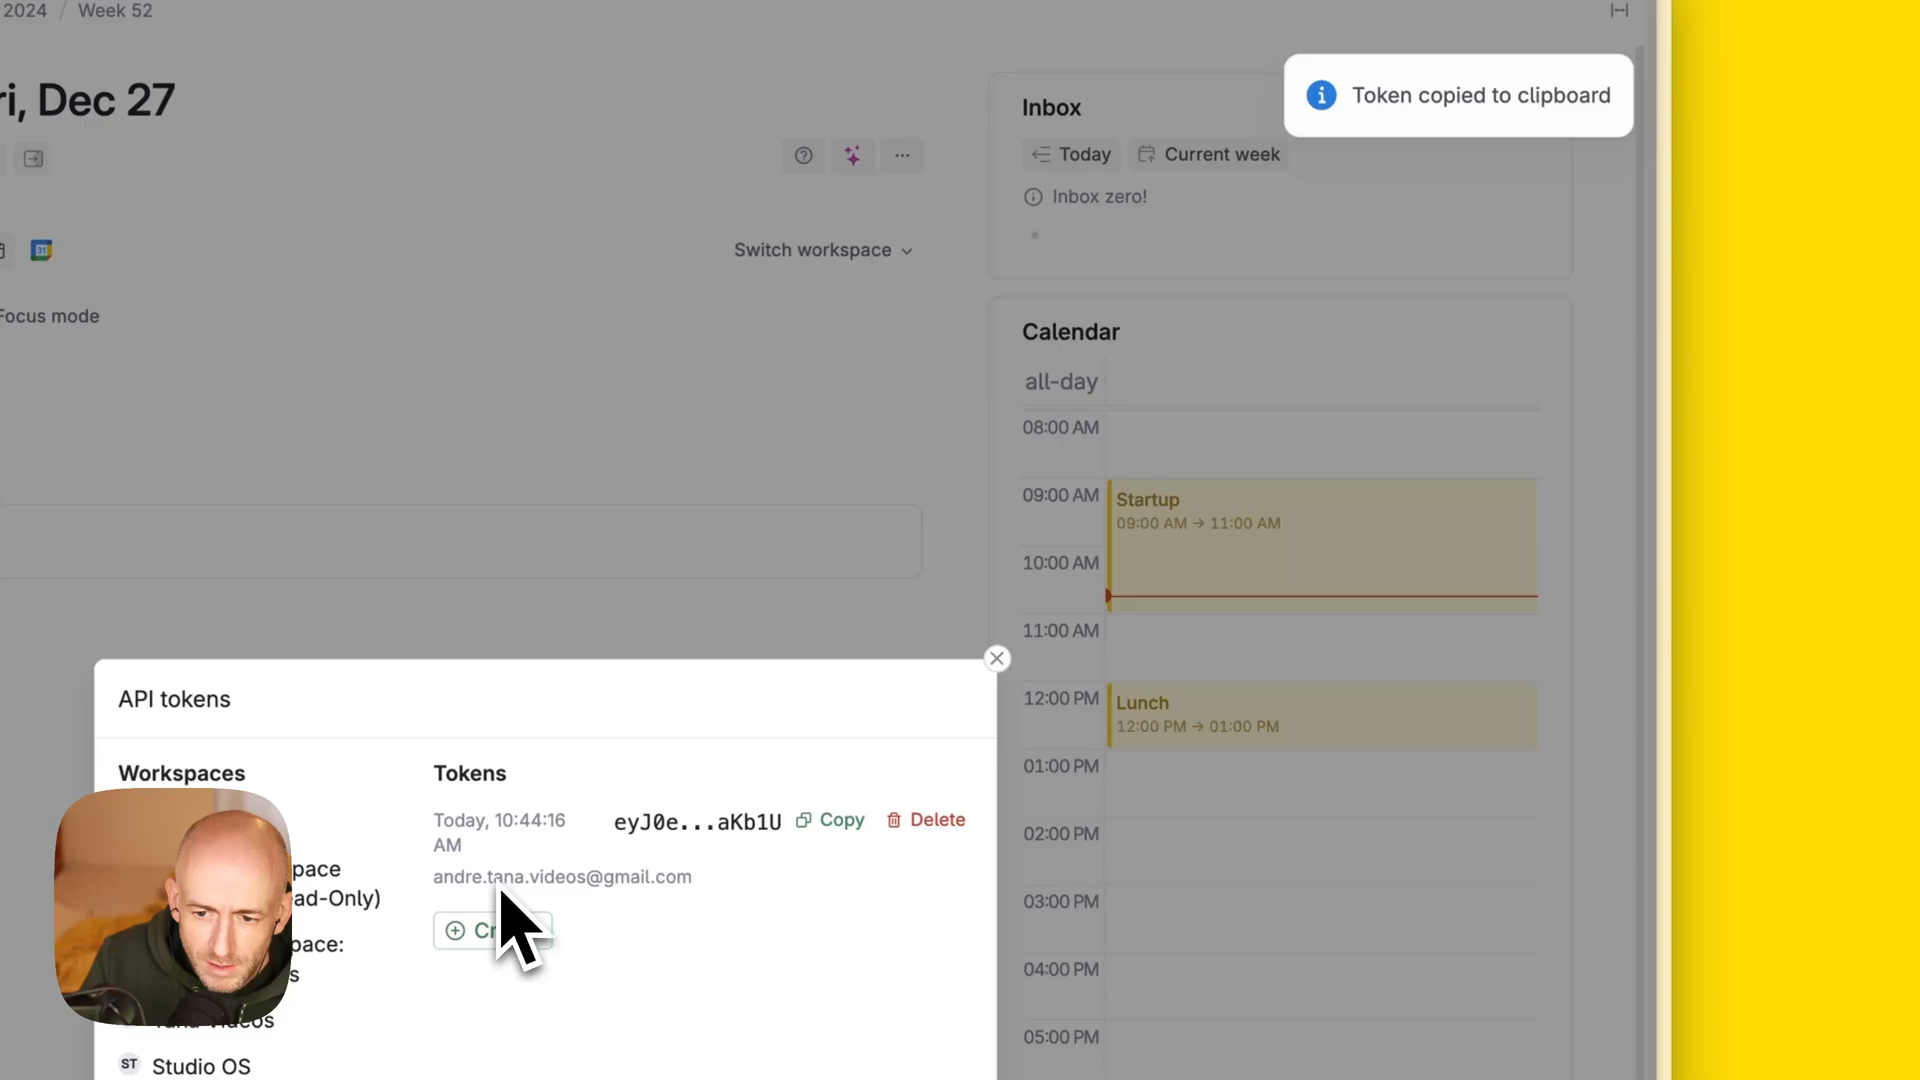 2024 / Week 52
ri, Dec 27
Token copied to clipboard
Inbox
Today
Current week
Inbox zero!
31
Switch workspace
Focus mode
Calendar
all-day
08:00 AM
09:00 AM
Startup
09:00 AM → 11:00 AM
10:00 AM
11:00 AM
12:00 PM
Lunch
12:00 PM → 01:00 PM
01:00 PM
02:00 PM
03:00 PM
04:00 PM
05:00 PM
API tokens
Workspaces
Tokens
Today, 10:44:16
AM
eyJ0e...aKb1U
Copy
Delete
andre.tana.videos@gmail.com
pace
ad-Only)
pace:
s
ST Studio OS